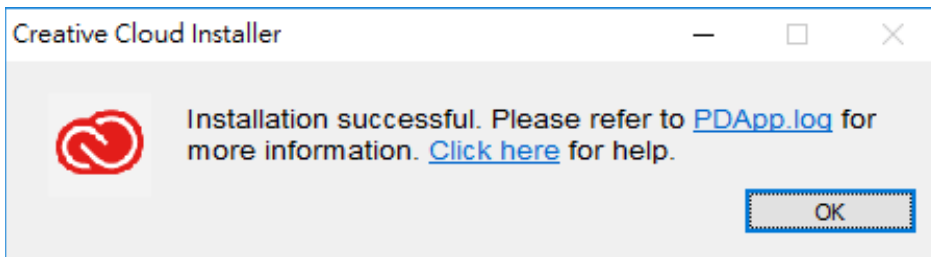 Creative Cloud Installer
Installation successful. Please refer to PDApp.log for
more information. Click here for help.
OK